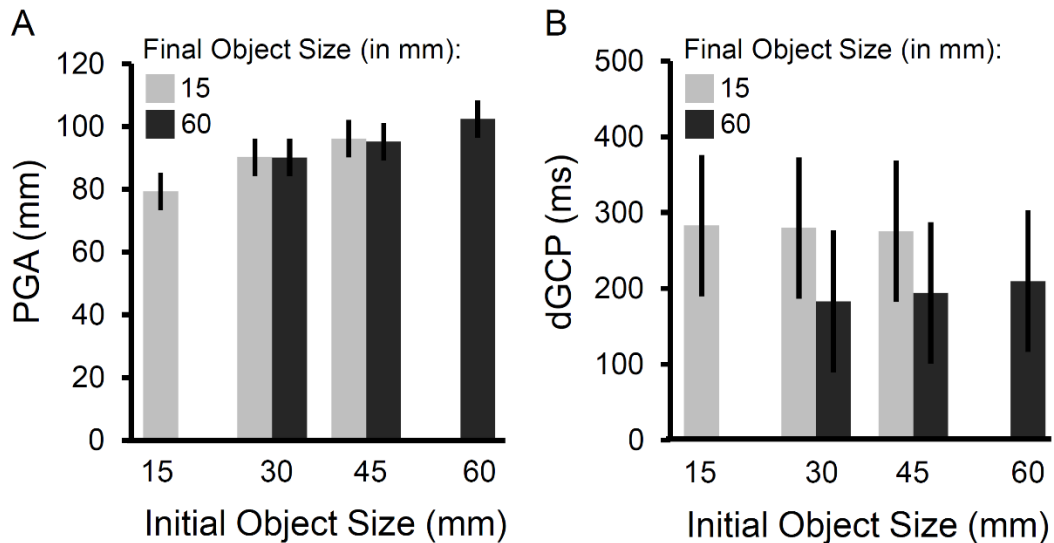 A
Final Object Size (in mm):
15
60
120
100
80
60
40
20
0
PGA (mm)
15 30 45 60
Initial Object Size (mm)
B
Final Object Size (in mm):
15
60
500
400
300
200
100
0
dGCP (ms)
15 30 45 60
Initial Object Size (mm)